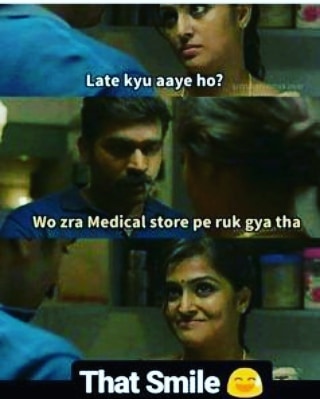 Late kyu aaye ho?
Wo zra Medical store pe ruk gya tha
That Smile 😊